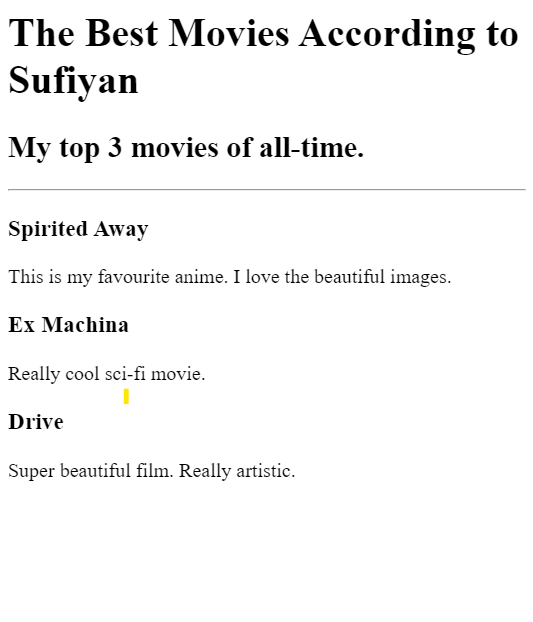 The Best Movies According to
Sufiyan
My top 3 movies of all-time.
Spirited Away
This is my favourite anime. I love the beautiful images.
Ex Machina
Really cool sci-fi movie.
Drive
Super beautiful film. Really artistic.